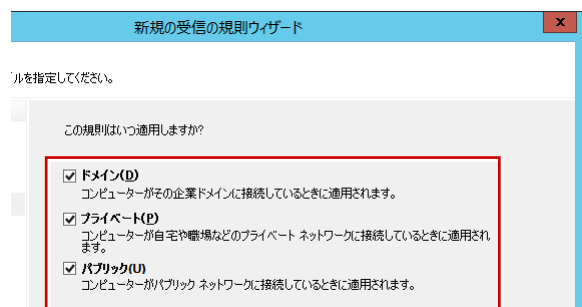 新規の受信の規則ウィザード
x
ルを指定してください。
この規則はいつ適用しますか?
ドメイン(D)
コンピューターがその企業ドメインに接続しているときに適用されます。
プライベート(P)
コンピューターが自宅や職場などのプライベート ネットワークに接続しているときに適用され
ます。
パブリック(U)
コンピューターがパブリック ネットワークに接続しているときに適用されます。